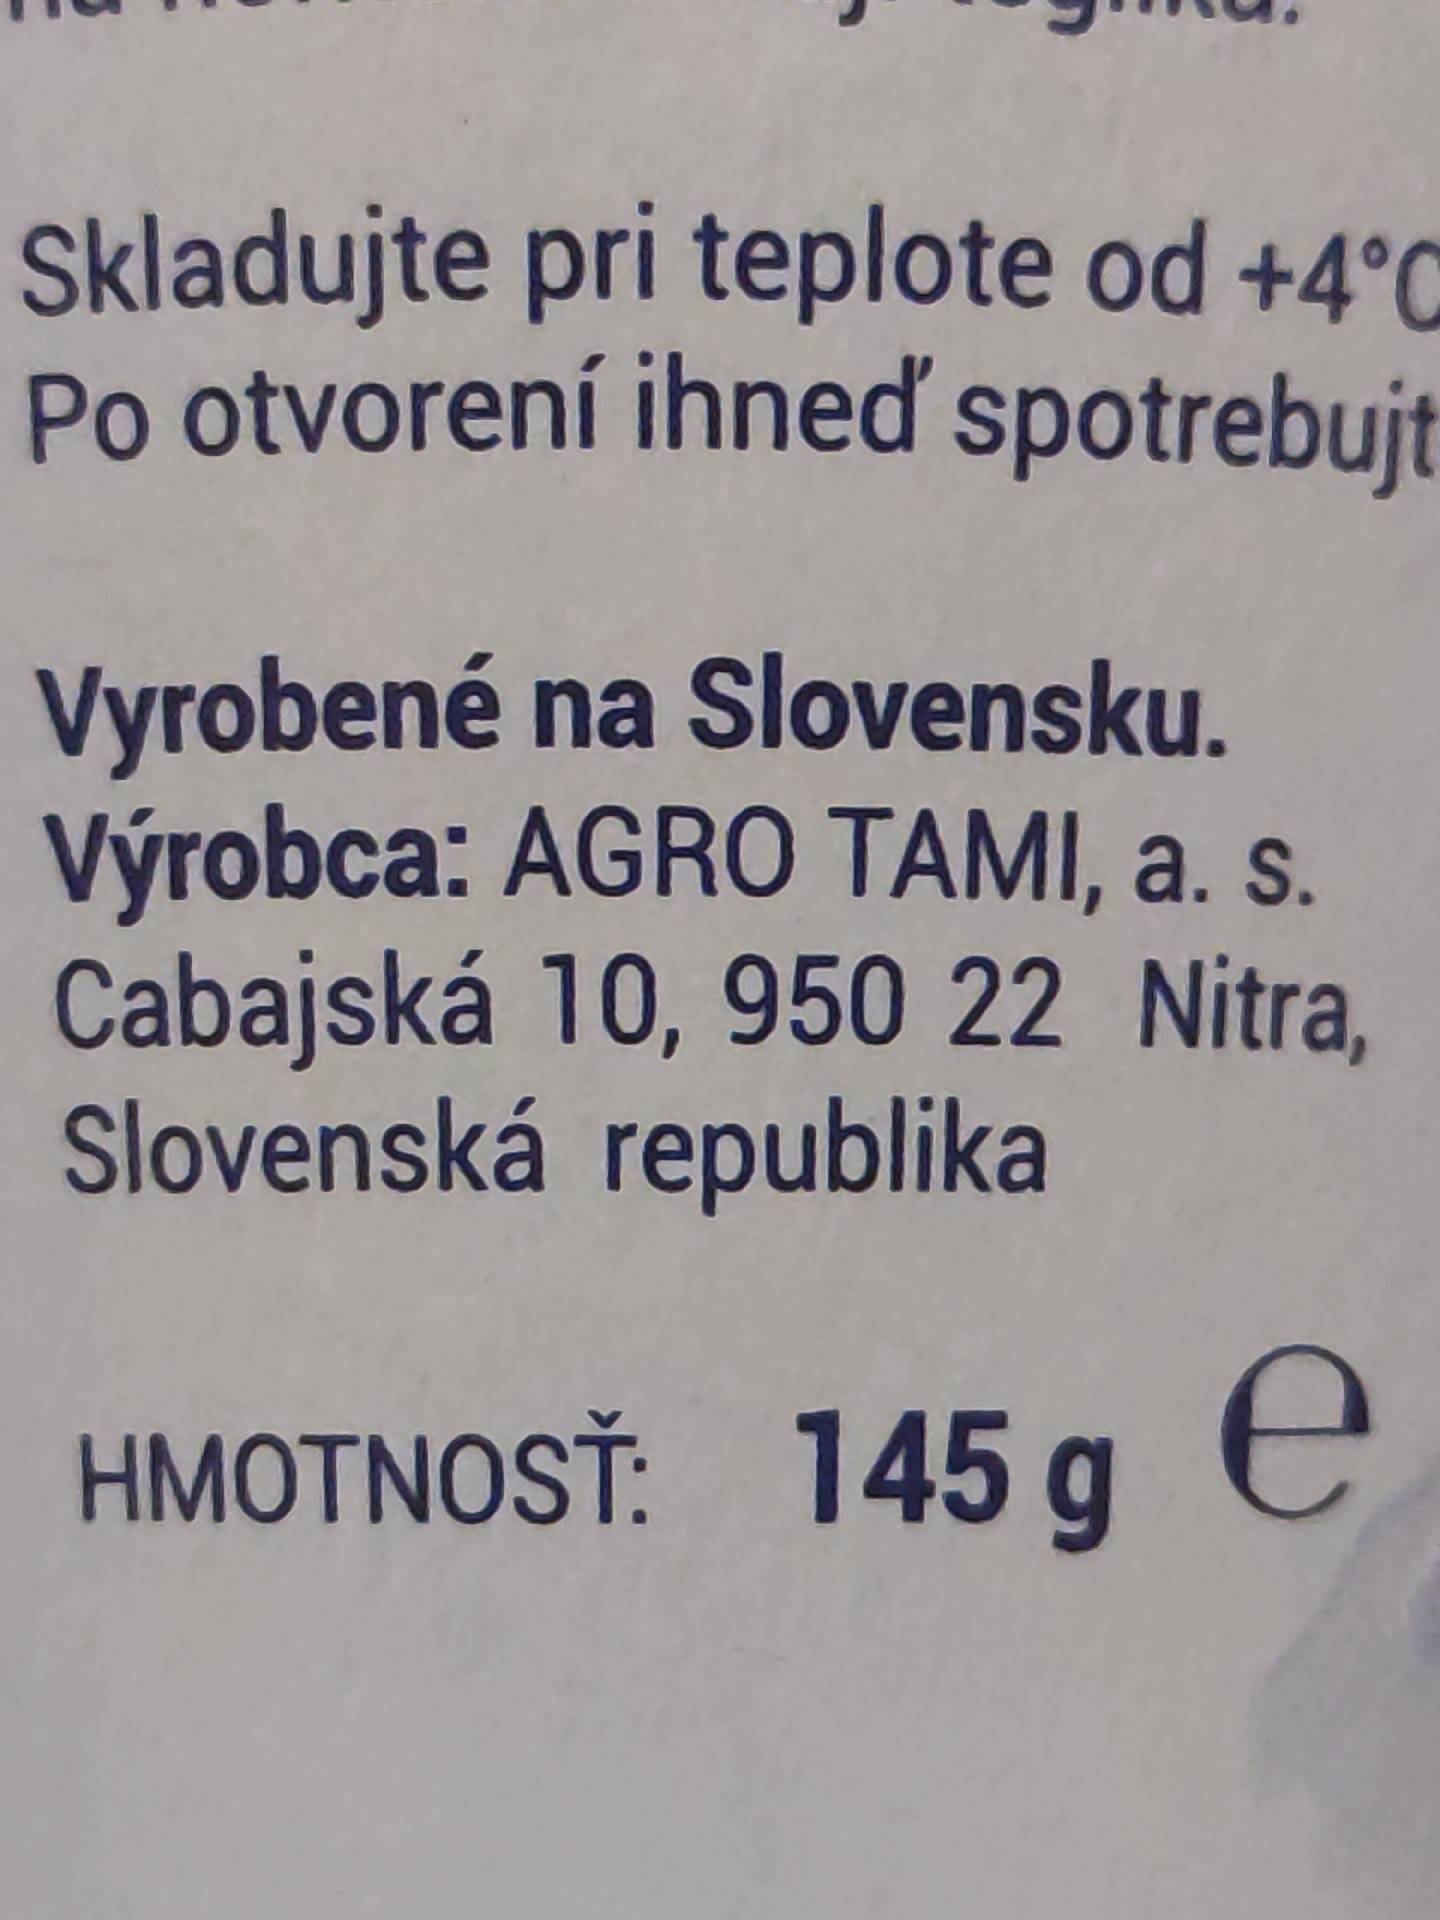 Skladujte pri teplote od +4°C
Po otvorení ihneď spotrebujt
Vyrobené na Slovensku.
Výrobca: AGRO TAMI, a. s.
Cabajská 10, 950 22 Nitra,
Slovenská republika
HMOTNOSŤ: 145 g e